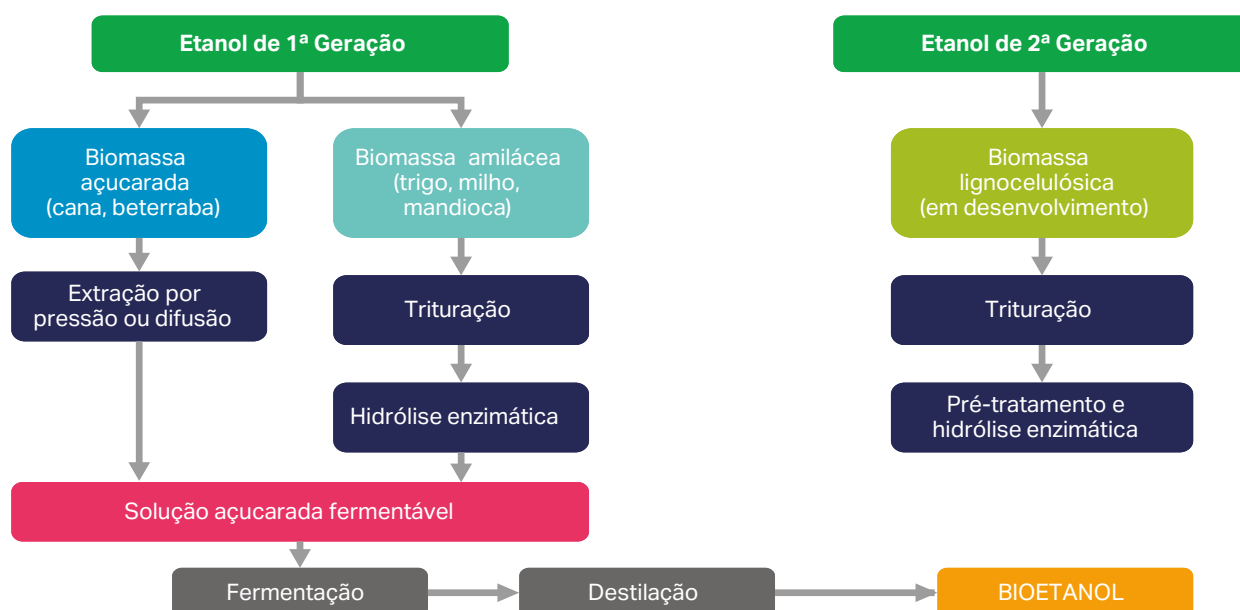 Etanol de 1ª Geração
Etanol de 2ª Geração
Biomassa
açucarada
(cana, beterraba)
Biomassa amilácea
(trigo, milho,
mandioca)
Biomassa
lignocelulósica
(em desenvolvimento)
Extração por
pressão ou difusão
Trituração
Trituração
Hidrólise enzimática
Pré-tratamento e
hidrólise enzimática
Solução açucarada fermentável
Fermentação
Destilação
BIOETANOL